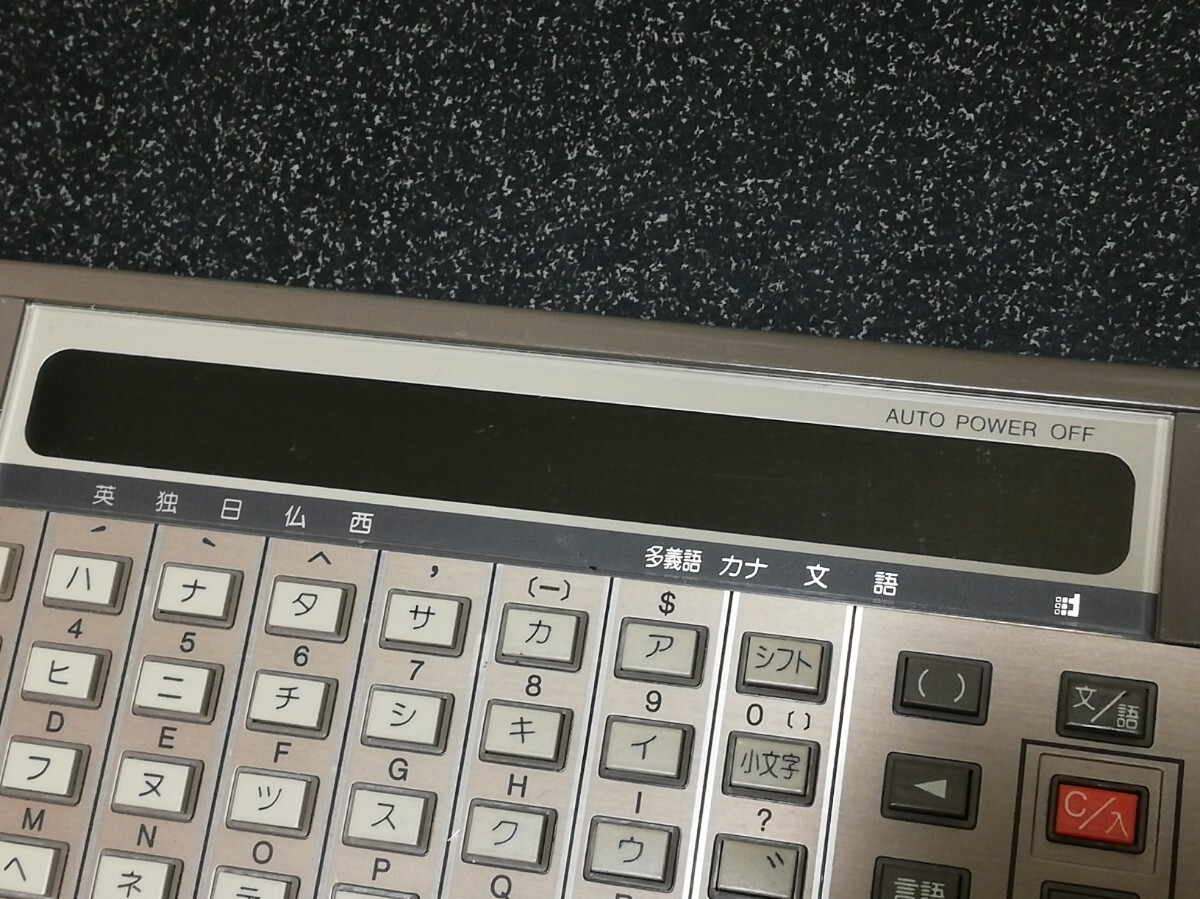 AUTO POWER OFF
英 独 日 仏 西
多義語 カナ 文 語
( ー ) $
ハ ナ タ サ カ ア シフト ( ) 文/語
4 5 6 7 8 9 0 ( )
ヒ ニ チ シ キ イ 小文字 ◀ C/入
D E F G H I ?
フ ヌ ツ ス ク ウ ゛ 言語
M N O P Q
ヘ ネ テ